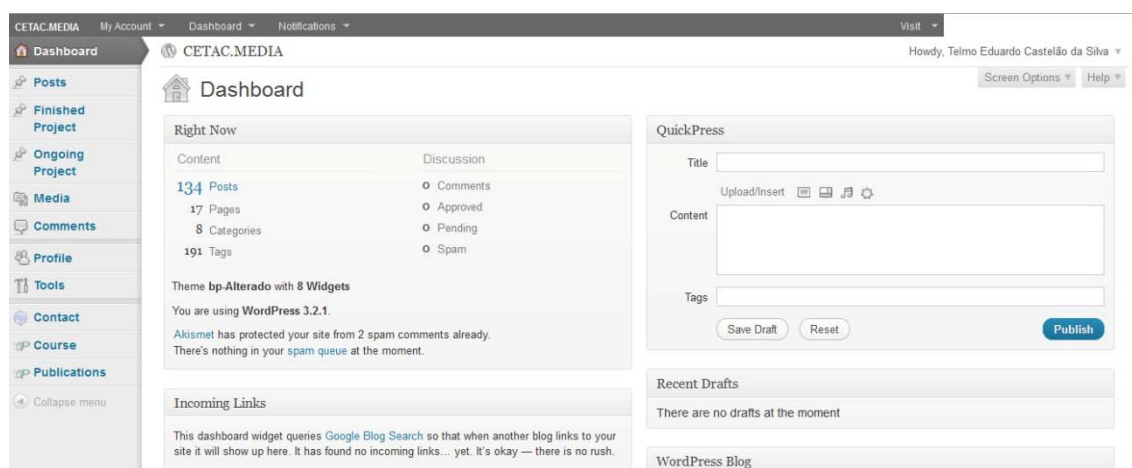 CETAC.MEDIA My Account Dashboard Notifications Visit
Dashboard
Posts
Finished
Project
Ongoing
Project
Media
Comments
Profile
Tools
Contact
Course
Publications
Collapse menu
CETAC.MEDIA
Howdy, Telmo Eduardo Castelão da Silva
Screen Options Help
Dashboard
Right Now
Content Discussion
134 Posts 0 Comments
17 Pages 0 Approved
8 Categories 0 Pending
191 Tags 0 Spam
Theme bp-Alterado with 8 Widgets
You are using WordPress 3.2.1.
Akismet has protected your site from 2 spam comments already.
There's nothing in your spam queue at the moment.
Incoming Links
This dashboard widget queries Google Blog Search so that when another blog links to your
site it will show up here. It has found no incoming links… yet. It's okay — there is no rush.
QuickPress
Title
Upload/Insert
Content
Tags
Save Draft Reset Publish
Recent Drafts
There are no drafts at the moment
WordPress Blog